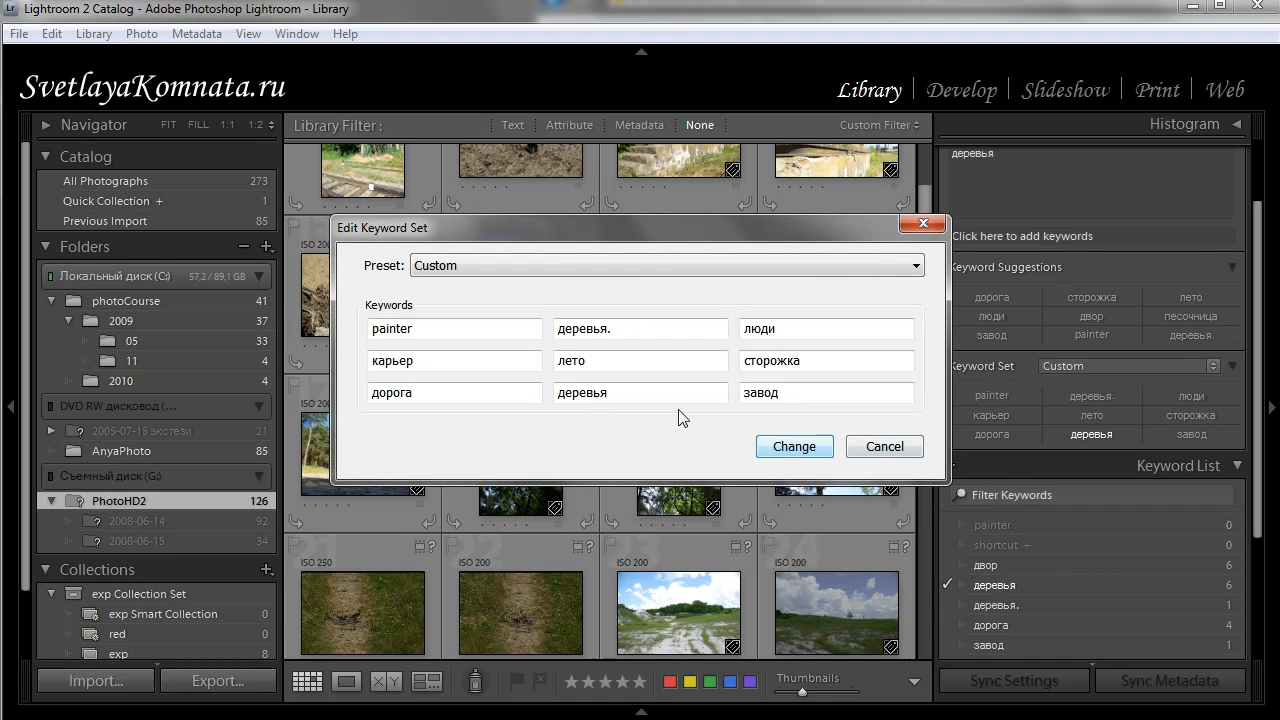 Lr Lightroom 2 Catalog - Adobe Photoshop Lightroom - Library
File Edit Library Photo Metadata View Window Help
SvetlayaKomnata.ru
Library | Develop | Slideshow | Print | Web
Navigator FIT FILL 1:1 1:2
Catalog
All Photographs 273
Quick Collection + 1
Previous Import 85
Folders
Локальный диск (C:) 57,2 / 89,1 GB
photoCourse 41
2009 37
05 33
11 4
2010 4
DVD RW дисковод (...
2005-07-15 экстези 21
AnyaPhoto 85
Съемный диск (G:)
PhotoHD2 126
2008-06-14 92
2008-06-15 34
Collections
exp Collection Set
exp Smart Collection 0
red 0
exp 8
Import... Export...
Library Filter : Text Attribute Metadata None Custom Filter
ISO 200
21 22 23 24
ISO 250 ISO 200 ISO 200 ISO 200
Thumbnails
Edit Keyword Set
Preset: Custom
Keywords
painter деревья. люди
карьер лето сторожка
дорога деревья завод
Change Cancel
Histogram
деревья
Click here to add keywords
Keyword Suggestions
дорога сторожка лето
люди двор песочница
завод painter деревья.
Keyword Set Custom
painter деревья. люди
карьер лето сторожка
дорога деревья завод
Keyword List
Filter Keywords
painter 0
shortcut + 0
двор 6
деревья 6
деревья. 1
дорога 4
завод 1
Sync Settings Sync Metadata